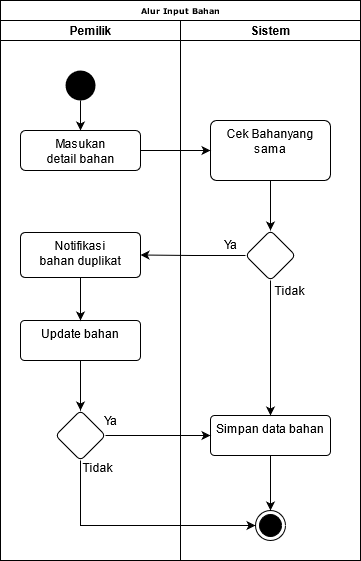 Alur Input Bahan
Pemilik
Sistem
Masukan
detail bahan
Cek Bahanyang
sama
Notifikasi
bahan duplikat
Ya
Tidak
Update bahan
Ya
Tidak
Simpan data bahan